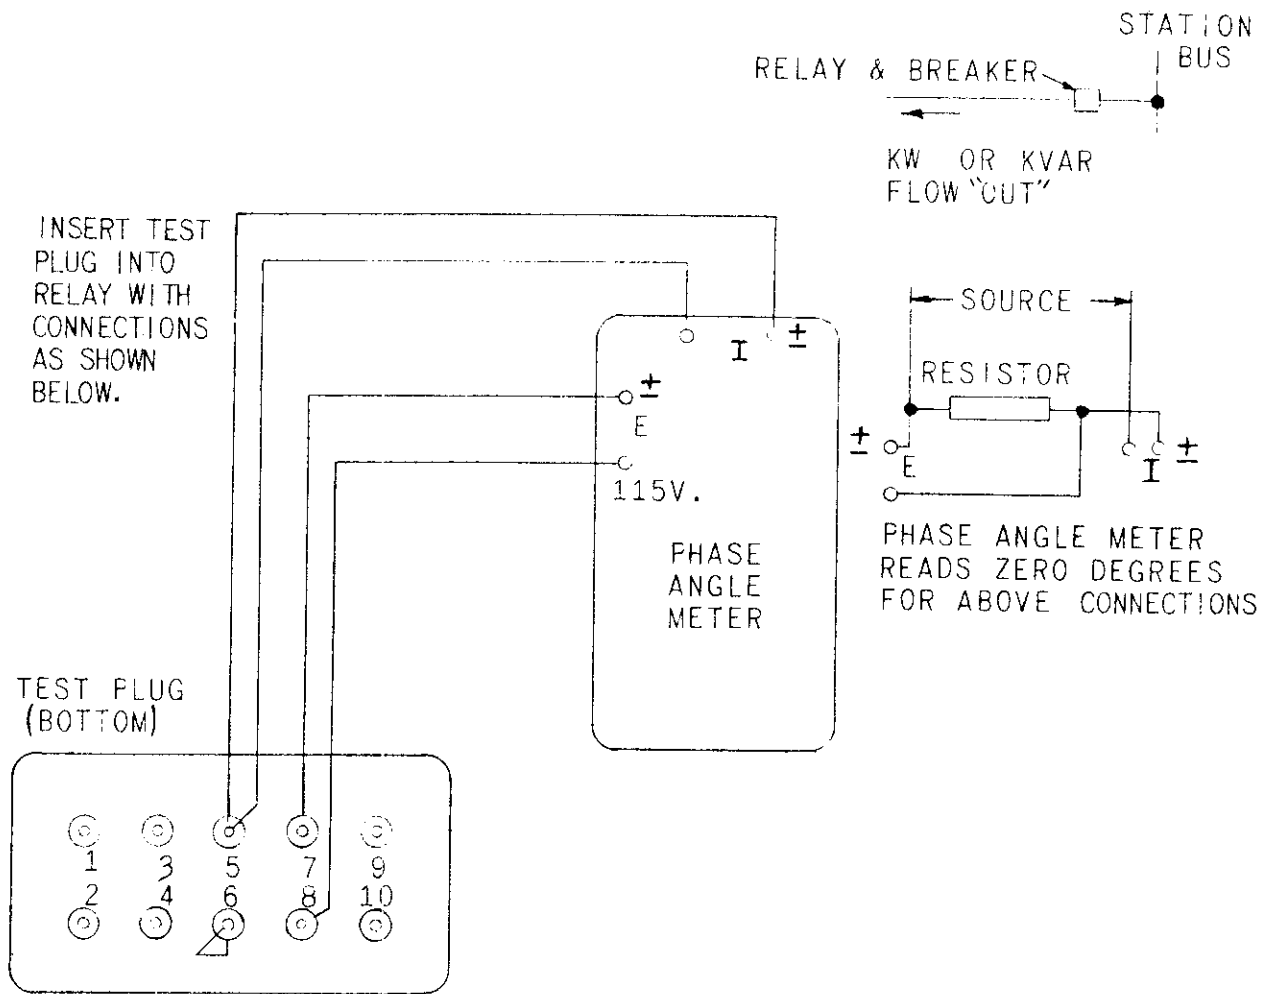 STATION
BUS
RELAY & BREAKER
KW OR KVAR
FLOW "OUT"
INSERT TEST
PLUG INTO
RELAY WITH
CONNECTIONS
AS SHOWN
BELOW.
SOURCE
RESISTOR
I ±
±
E
115V.
PHASE
ANGLE
METER
±
E
I ±
PHASE ANGLE METER
READS ZERO DEGREES
FOR ABOVE CONNECTIONS
TEST PLUG
(BOTTOM)
1 3 5 7 9
2 4 6 8 10